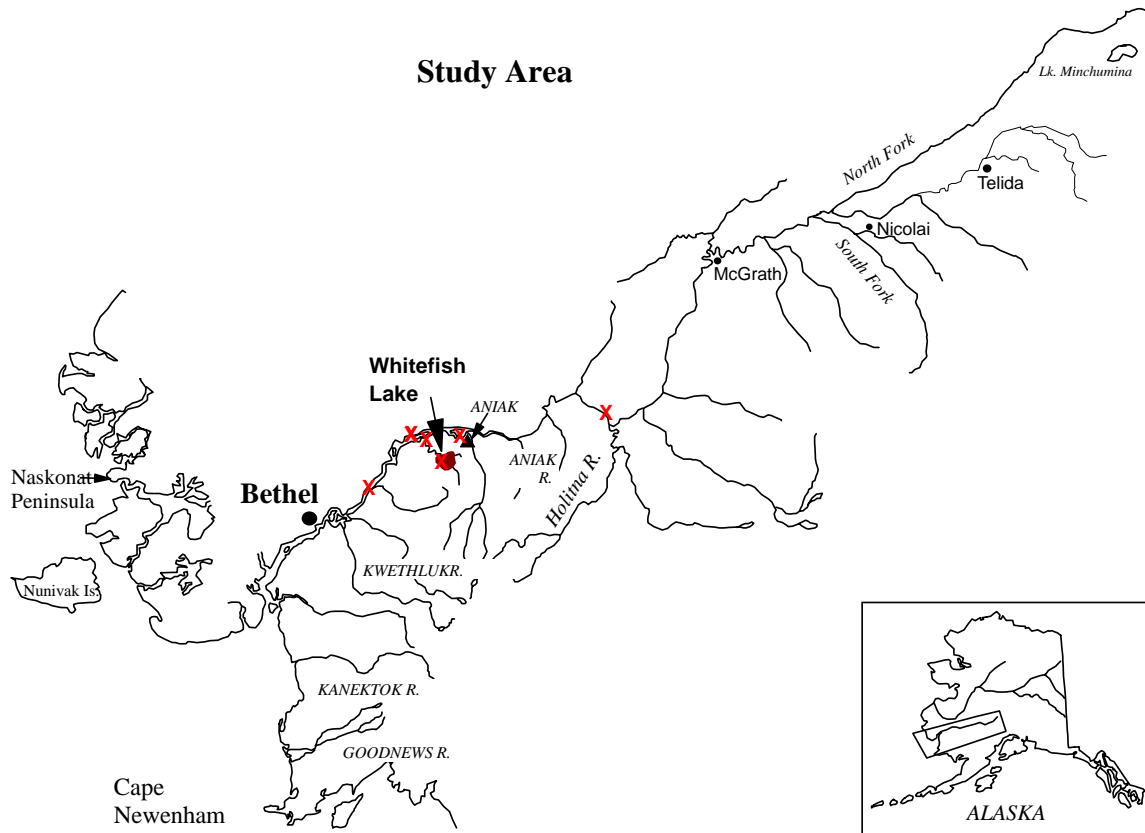 Study Area
Lk. Minchumina
North Fork
Telida
Nicolai
South Fork
McGrath
Whitefish
Lake
ANIAK
ANIAK
R.
Holitna R.
X
X
X
X
X
X
X
Naskonat
Peninsula
Bethel
Nunivak Is.
KWETHLUKR.
KANEKTOK R.
GOODNEWS R.
Cape
Newenham
ALASKA